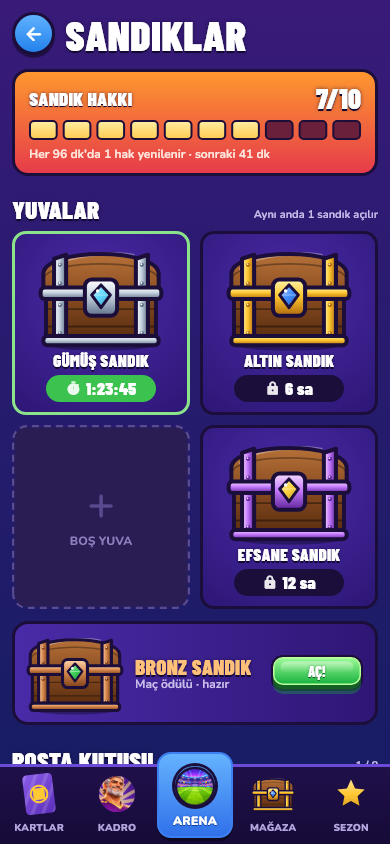 SANDIKLAR
SANDIK HAKKI 7/10
Her 96 dk'da 1 hak yenilenir · sonraki 41 dk
YUVALAR
Aynı anda 1 sandık açılır
GÜMÜŞ SANDIK
1:23:45
ALTIN SANDIK
6 sa
BOŞ YUVA
EFSANE SANDIK
12 sa
BRONZ SANDIK
Maç ödülü · hazır
AÇ!
POSTA KUTUSU
KARTLAR
KADRO
ARENA
MAĞAZA
SEZON